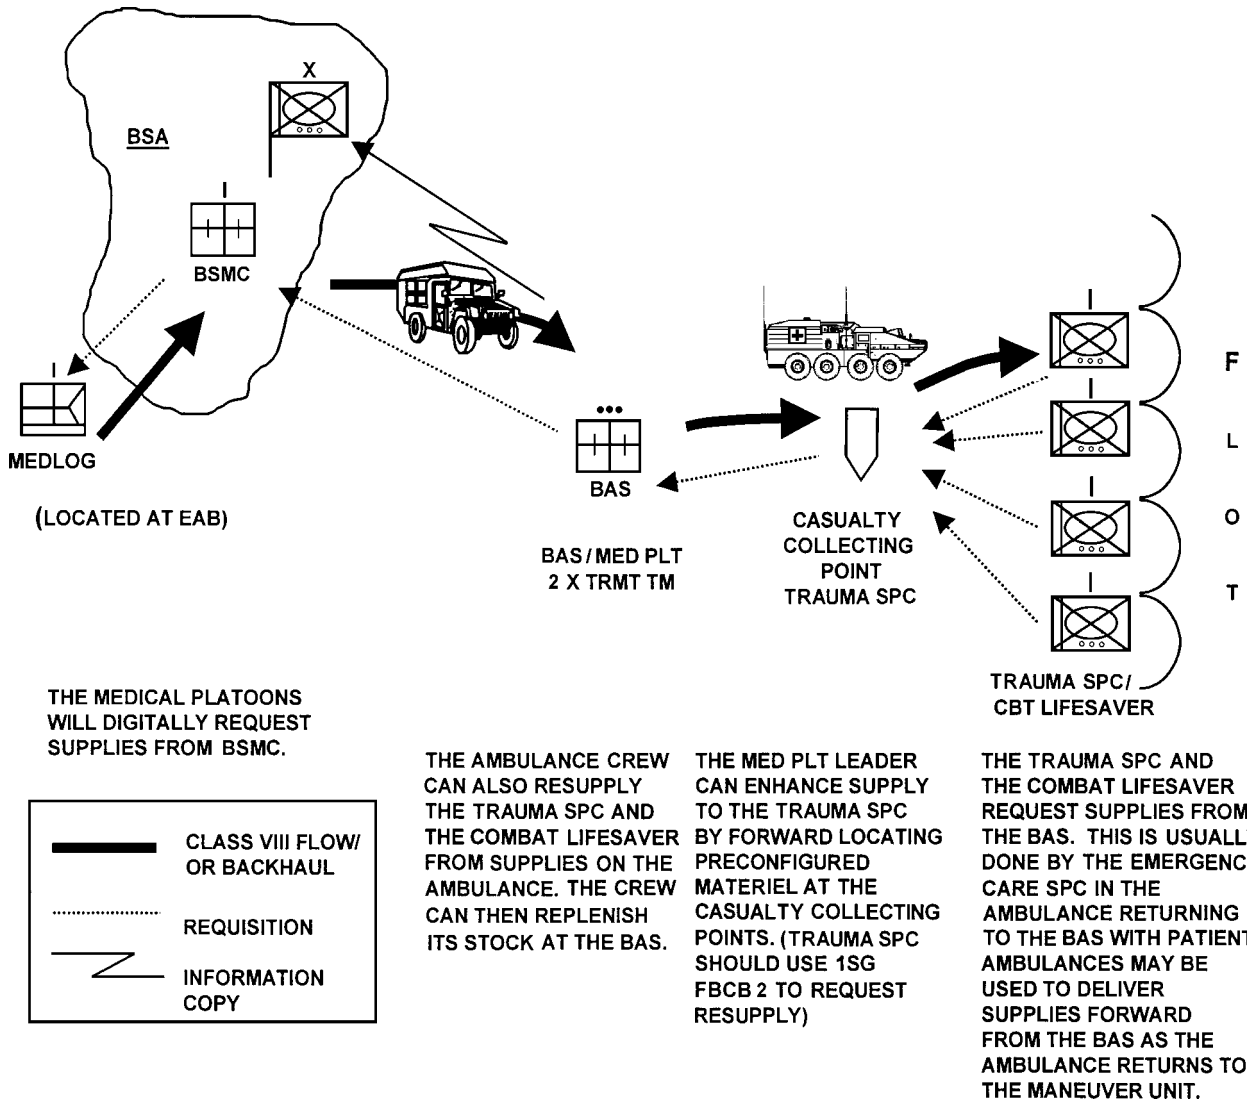 X
BSA
I
BSMC
I
MEDLOG
(LOCATED AT EAB)
BAS
BAS/MED PLT
2 X TRMT TM
CASUALTY
COLLECTING
POINT
TRAUMA SPC
I
I
I
I
F
L
O
T
TRAUMA SPC/
CBT LIFESAVER
THE MEDICAL PLATOONS
WILL DIGITALLY REQUEST
SUPPLIES FROM BSMC.
CLASS VIII FLOW/
OR BACKHAUL
REQUISITION
INFORMATION
COPY
THE AMBULANCE CREW
CAN ALSO RESUPPLY
THE TRAUMA SPC AND
THE COMBAT LIFESAVER
FROM SUPPLIES ON THE
AMBULANCE. THE CREW
CAN THEN REPLENISH
ITS STOCK AT THE BAS.
THE MED PLT LEADER
CAN ENHANCE SUPPLY
TO THE TRAUMA SPC
BY FORWARD LOCATING
PRECONFIGURED
MATERIEL AT THE
CASUALTY COLLECTING
POINTS. (TRAUMA SPC
SHOULD USE 1SG
FBCB 2 TO REQUEST
RESUPPLY)
THE TRAUMA SPC AND
THE COMBAT LIFESAVER
REQUEST SUPPLIES FROM
THE BAS. THIS IS USUALL
DONE BY THE EMERGENC
CARE SPC IN THE
AMBULANCE RETURNING
TO THE BAS WITH PATIENT
AMBULANCES MAY BE
USED TO DELIVER
SUPPLIES FORWARD
FROM THE BAS AS THE
AMBULANCE RETURNS TO
THE MANEUVER UNIT.